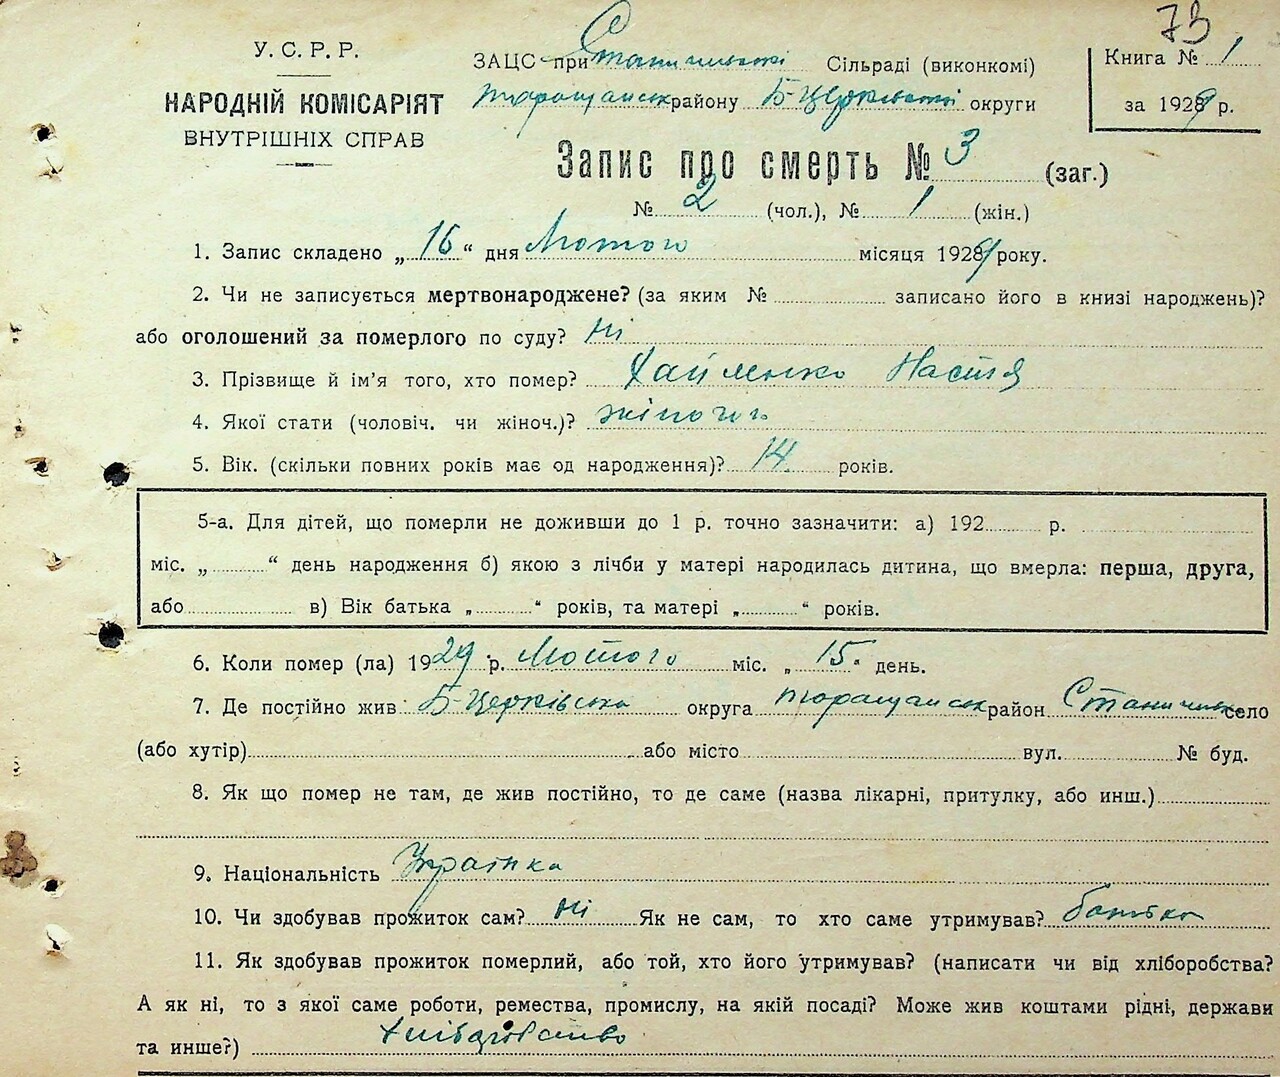 73
У. С. Р. Р.
НАРОДНІЙ КОМІСАРІЯТ
ВНУТРІШНІХ СПРАВ
ЗАЦС при Станишівські Сільраді (виконкомі)
Таращанськ району Б-Церківської округи
Книга № 1
за 1929 р.
Запис про смерть № 3 (заг.)
№ 2 (чол.), № 1 (жін.)
1. Запис складено „16“ дня Лютого місяця 1929 року.
2. Чи не записується мертвонароджене? (за яким № записано його в книзі народжень)?
або оголошений за померлого по суду? Ні
3. Прізвище й ім'я того, хто помер? Хайленко Настя
4. Якої стати (чоловіч. чи жіноч.)? жіночого
5. Вік. (скільки повних років має од народження)? 14 років.
5-а. Для дітей, що померли не доживши до 1 р. точно зазначити: а) 192 р.
міс. „ “ день народження б) якою з лічби у матері народилась дитина, що вмерла: перша, друга,
або в) Вік батька „ “ років, та матері „ “ років.
6. Коли помер (ла) 1929 р. Лютого міс. „15“ день.
7. Де постійно жив Б-Церківська округа Таращанськ район Станишівка село
(або хутір) або місто вул. № буд.
8. Як що помер не там, де жив постійно, то де саме (назва лікарні, притулку, або инш.)
9. Національність Українка
10. Чи здобував прожиток сам? Ні Як не сам, то хто саме утримував? батько
11. Як здобував прожиток померлий, або той, хто його утримував? (написати чи від хліборобства?
А як ні, то з якої саме роботи, ремества, промислу, на якій посаді? Може жив коштами рідні, держави
та инше?) Хліборобство